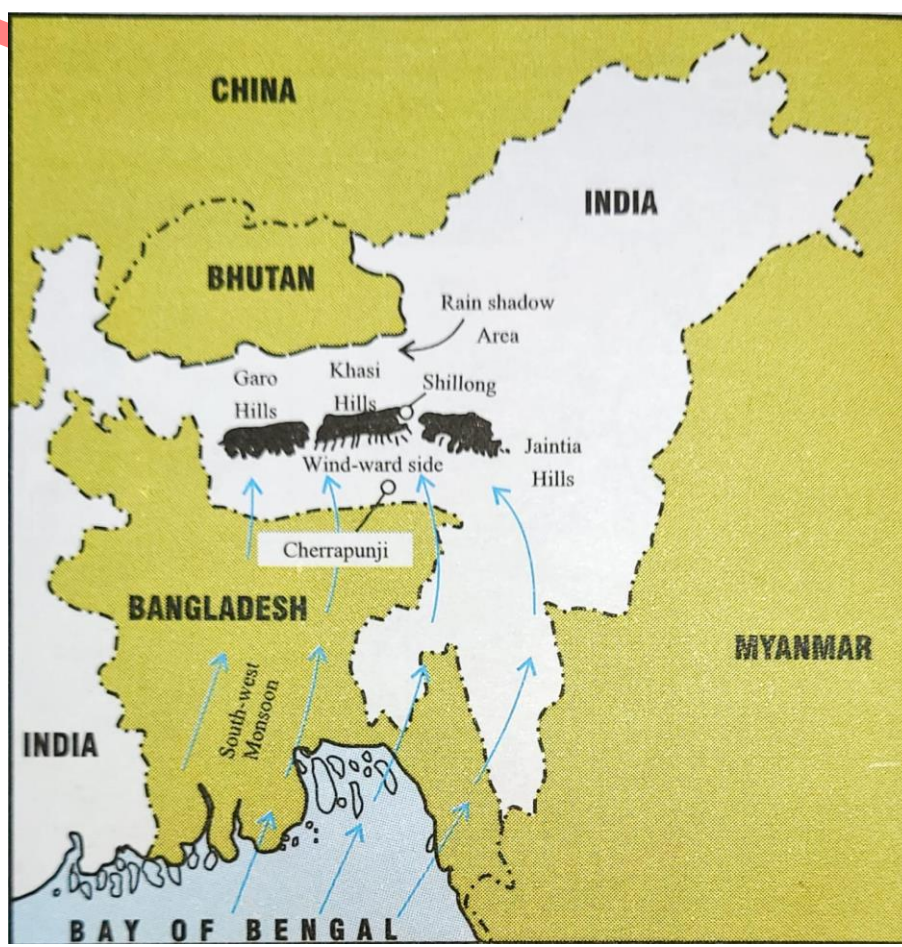 CHINA
INDIA
BHUTAN
Rain shadow
Area
Garo
Hills
Khasi
Hills
Shillong
Jaintia
Hills
Wind-ward side
Cherrapunji
BANGLADESH
MYANMAR
South-west
Monsoon
INDIA
BAY OF BENGAL